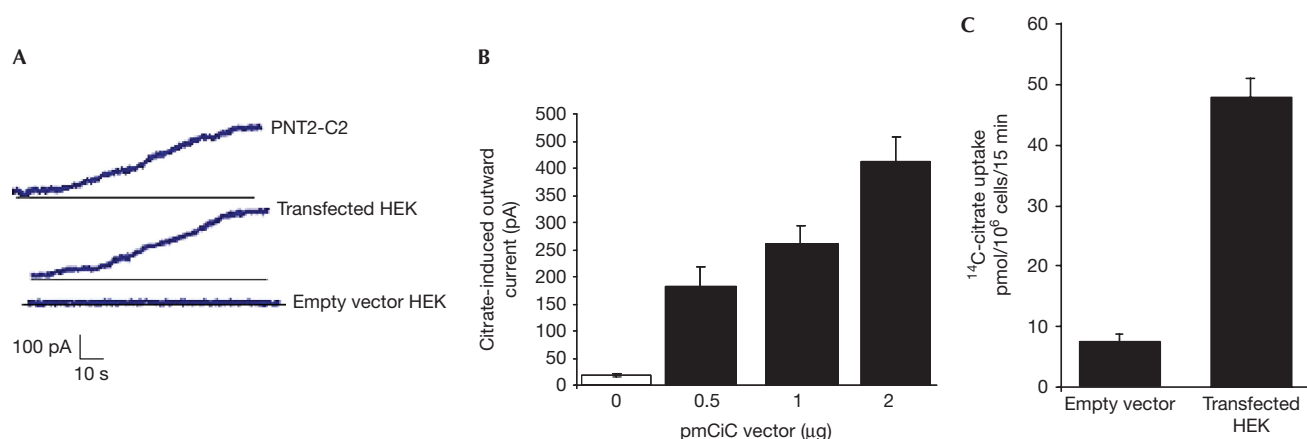 A
PNT2-C2
Transfected HEK
Empty vector HEK
100 pA
10 s
B
Citrate-induced outward
current (pA)
500
500
400
350
300
250
200
150
100
50
0
0
0.5
1
2
pmCiC vector (μg)
C
¹⁴C-citrate uptake
pmol/10⁶ cells/15 min
60
50
40
30
20
10
0
Empty vector
Transfected
HEK